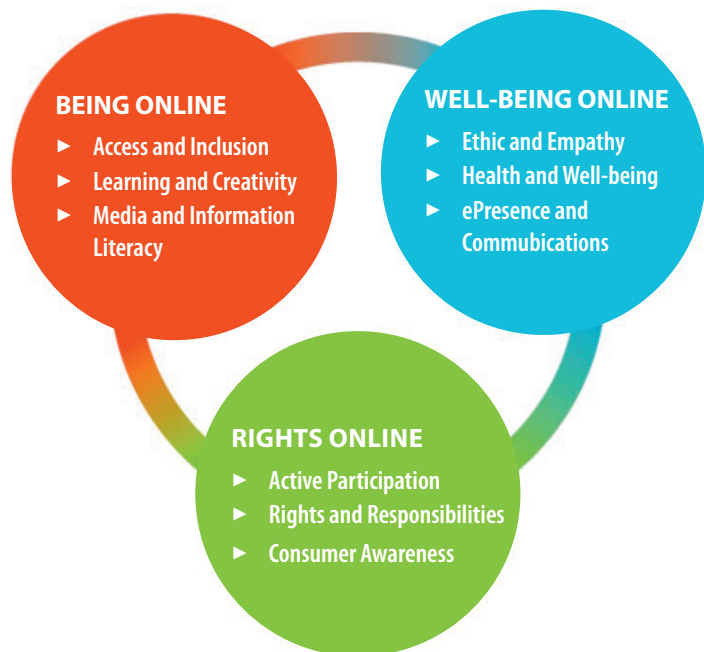 BEING ONLINE
► Access and Inclusion
► Learning and Creativity
► Media and Information
Literacy
WELL-BEING ONLINE
► Ethic and Empathy
► Health and Well-being
► ePresence and
Commubications
RIGHTS ONLINE
► Active Participation
► Rights and Responsibilities
► Consumer Awareness